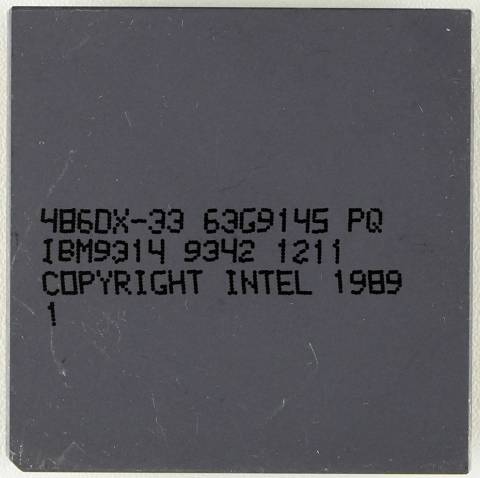 486DX-33 63G9145 PQ
IBM9314 9342 1211
COPYRIGHT INTEL 1989
1